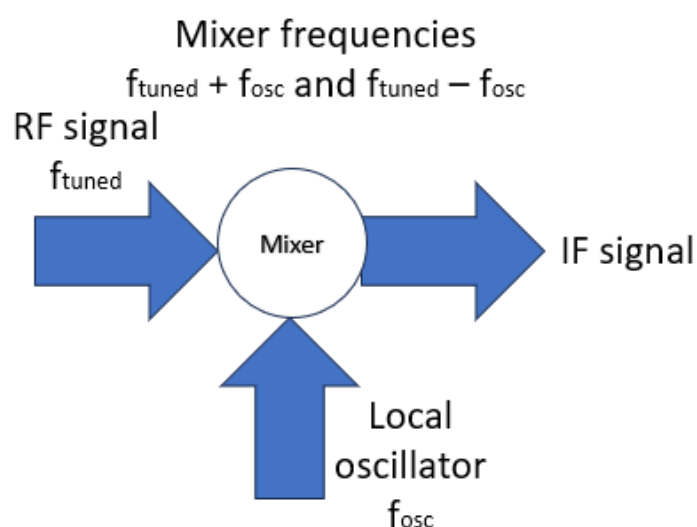 Mixer frequencies
ftuned + fosc and ftuned – fosc
RF signal
ftuned
Mixer
IF signal
Local
oscillator
fosc